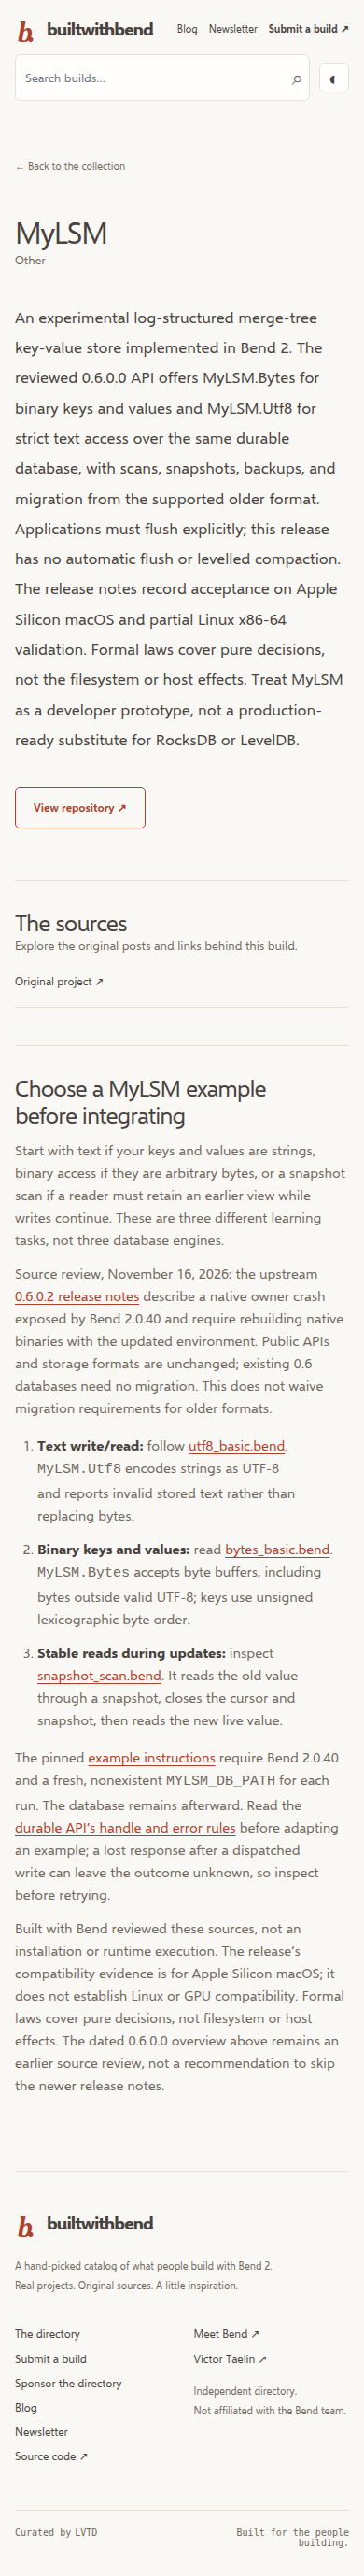 b. builtwithbend Blog Newsletter Submit a build ↗
Search builds...
← Back to the collection
MyLSM
Other
An experimental log-structured merge-tree
key-value store implemented in Bend 2. The
reviewed 0.6.0.0 API offers MyLSM.Bytes for
binary keys and values and MyLSM.Utf8 for
strict text access over the same durable
database, with scans, snapshots, backups, and
migration from the supported older format.
Applications must flush explicitly; this release
has no automatic flush or levelled compaction.
The release notes record acceptance on Apple
Silicon macOS and partial Linux x86-64
validation. Formal laws cover pure decisions,
not the filesystem or host effects. Treat MyLSM
as a developer prototype, not a production-
ready substitute for RocksDB or LevelDB.
View repository ↗
The sources
Explore the original posts and links behind this build.
Original project ↗
Choose a MyLSM example
before integrating
Start with text if your keys and values are strings,
binary access if they are arbitrary bytes, or a snapshot
scan if a reader must retain an earlier view while
writes continue. These are three different learning
tasks, not three database engines.
Source review, November 16, 2026: the upstream
0.6.0.2 release notes describe a native owner crash
exposed by Bend 2.0.40 and require rebuilding native
binaries with the updated environment. Public APIs
and storage formats are unchanged; existing 0.6
databases need no migration. This does not waive
migration requirements for older formats.
1. Text write/read: follow utf8_basic.bend.
MyLSM.Utf8 encodes strings as UTF-8
and reports invalid stored text rather than
replacing bytes.
2. Binary keys and values: read bytes_basic.bend.
MyLSM.Bytes accepts byte buffers, including
bytes outside valid UTF-8; keys use unsigned
lexicographic byte order.
3. Stable reads during updates: inspect
snapshot_scan.bend. It reads the old value
through a snapshot, closes the cursor and
snapshot, then reads the new live value.
The pinned example instructions require Bend 2.0.40
and a fresh, nonexistent MYLSM_DB_PATH for each
run. The database remains afterward. Read the
durable API's handle and error rules before adapting
an example; a lost response after a dispatched
write can leave the outcome unknown, so inspect
before retrying.
Built with Bend reviewed these sources, not an
installation or runtime execution. The release's
compatibility evidence is for Apple Silicon macOS; it
does not establish Linux or GPU compatibility. Formal
laws cover pure decisions, not filesystem or host
effects. The dated 0.6.0.0 overview above remains an
earlier source review, not a recommendation to skip
the newer release notes.
b. builtwithbend
A hand-picked catalog of what people build with Bend 2.
Real projects. Original sources. A little inspiration.
The directory
Submit a build
Sponsor the directory
Blog
Newsletter
Source code ↗
Meet Bend ↗
Victor Taelin ↗
Independent directory.
Not affiliated with the Bend team.
Curated by LVTD
Built for the people
building.